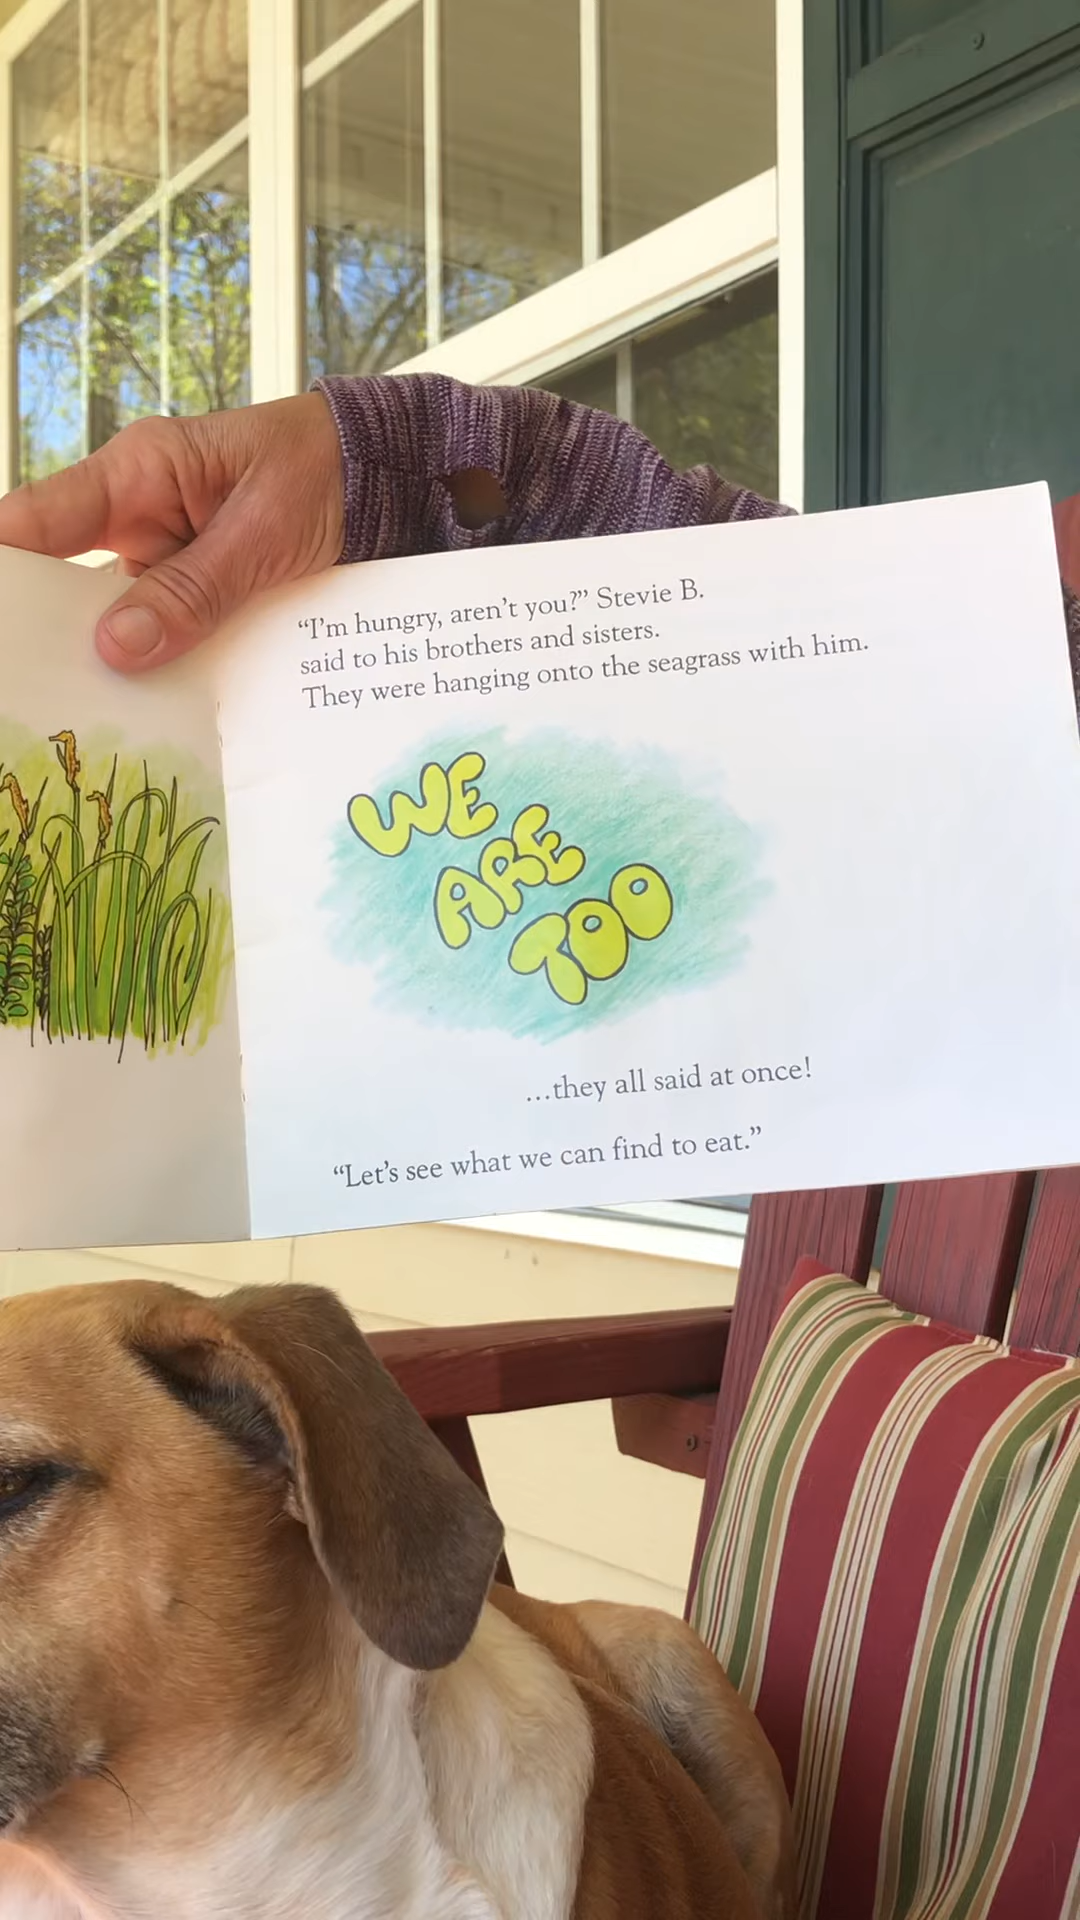 “I’m hungry, aren’t you?” Stevie B.
said to his brothers and sisters.
They were hanging onto the seagrass with him.
WE
ARE
TOO
...they all said at once!
“Let’s see what we can find to eat.”